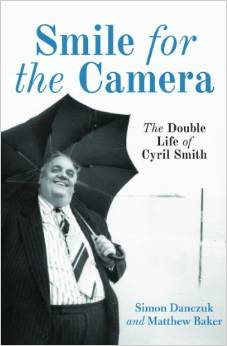 Smile for
the Camera
The Double
Life of
Cyril Smith
Simon Danczuk
and Matthew Baker